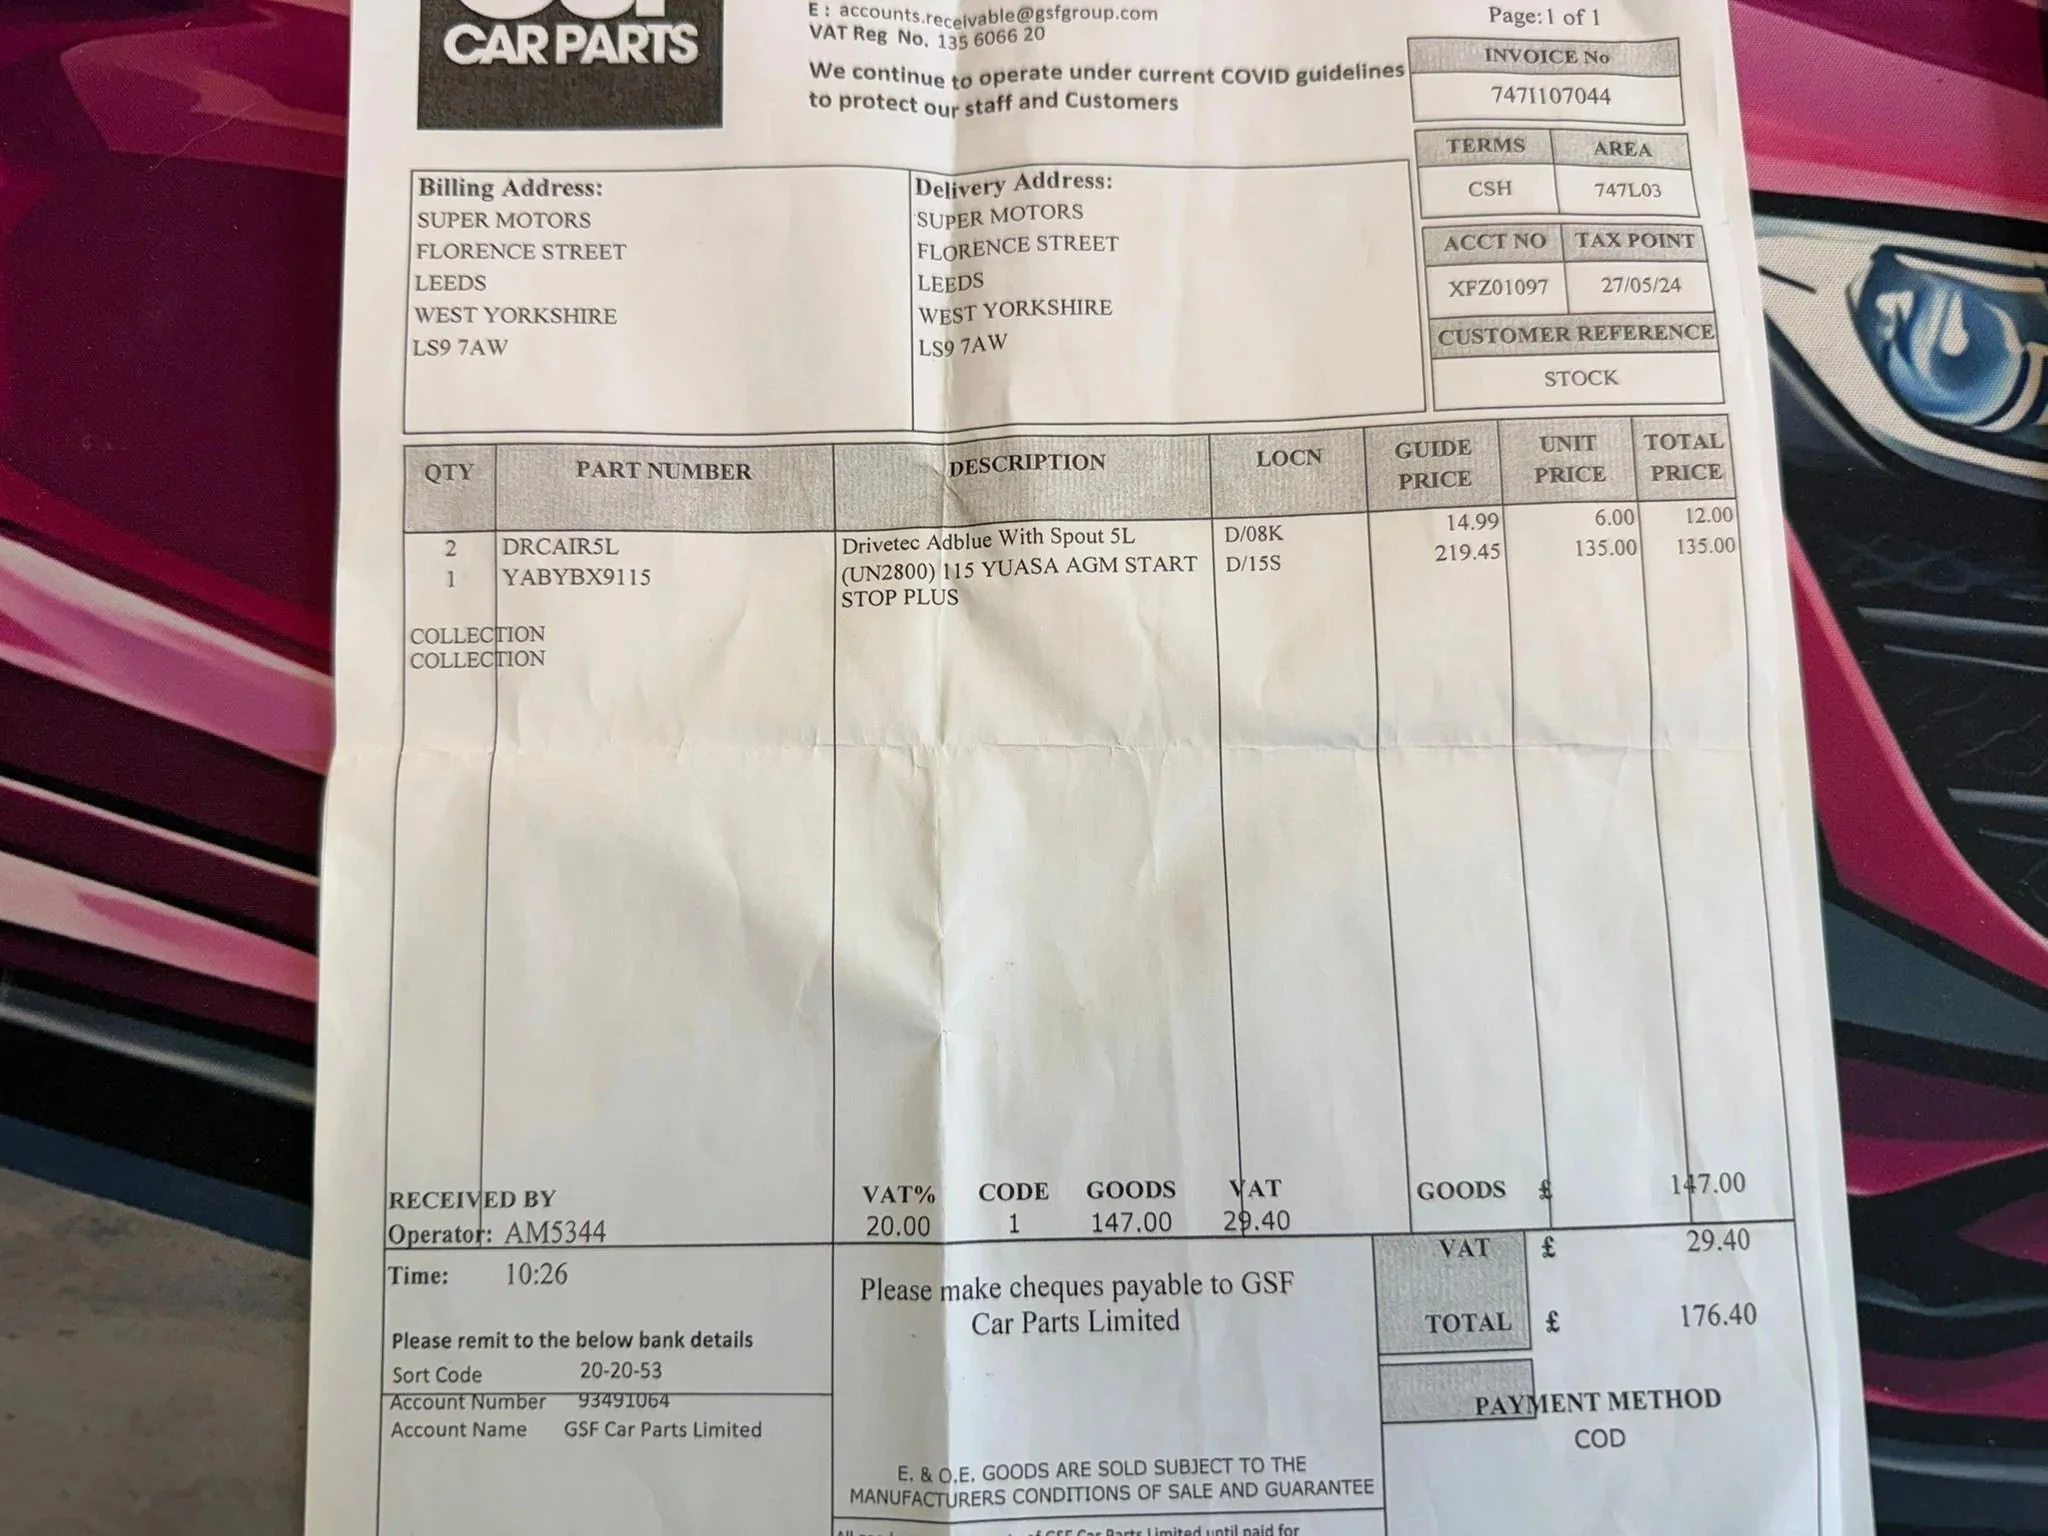 CAR PARTS
E : accounts.receivable@gsfgroup.com
VAT Reg No. 135 6066 20
We continue to operate under current COVID guidelines
to protect our staff and Customers
Page:1 of 1
INVOICE No
747I107044
TERMS AREA
CSH 747L03
ACCT NO TAX POINT
XFZ01097 27/05/24
CUSTOMER REFERENCE
STOCK
Billing Address:
SUPER MOTORS
FLORENCE STREET
LEEDS
WEST YORKSHIRE
LS9 7AW
Delivery Address:
SUPER MOTORS
FLORENCE STREET
LEEDS
WEST YORKSHIRE
LS9 7AW
QTY PART NUMBER DESCRIPTION LOCN GUIDE PRICE UNIT PRICE TOTAL PRICE
2 DRCAIR5L Drivetec Adblue With Spout 5L D/08K 14.99 6.00 12.00
1 YABYBX9115 (UN2800) 115 YUASA AGM START D/15S 219.45 135.00 135.00
STOP PLUS
COLLECTION
COLLECTION
RECEIVED BY VAT% CODE GOODS VAT GOODS £ 147.00
Operator: AM5344 20.00 1 147.00 29.40
VAT £ 29.40
TOTAL £ 176.40
Time: 10:26
Please make cheques payable to GSF
Car Parts Limited
Please remit to the below bank details
Sort Code 20-20-53
Account Number 93491064
Account Name GSF Car Parts Limited
PAYMENT METHOD
COD
E. & O.E. GOODS ARE SOLD SUBJECT TO THE
MANUFACTURERS CONDITIONS OF SALE AND GUARANTEE
of GSF Car Parts Limited until paid for